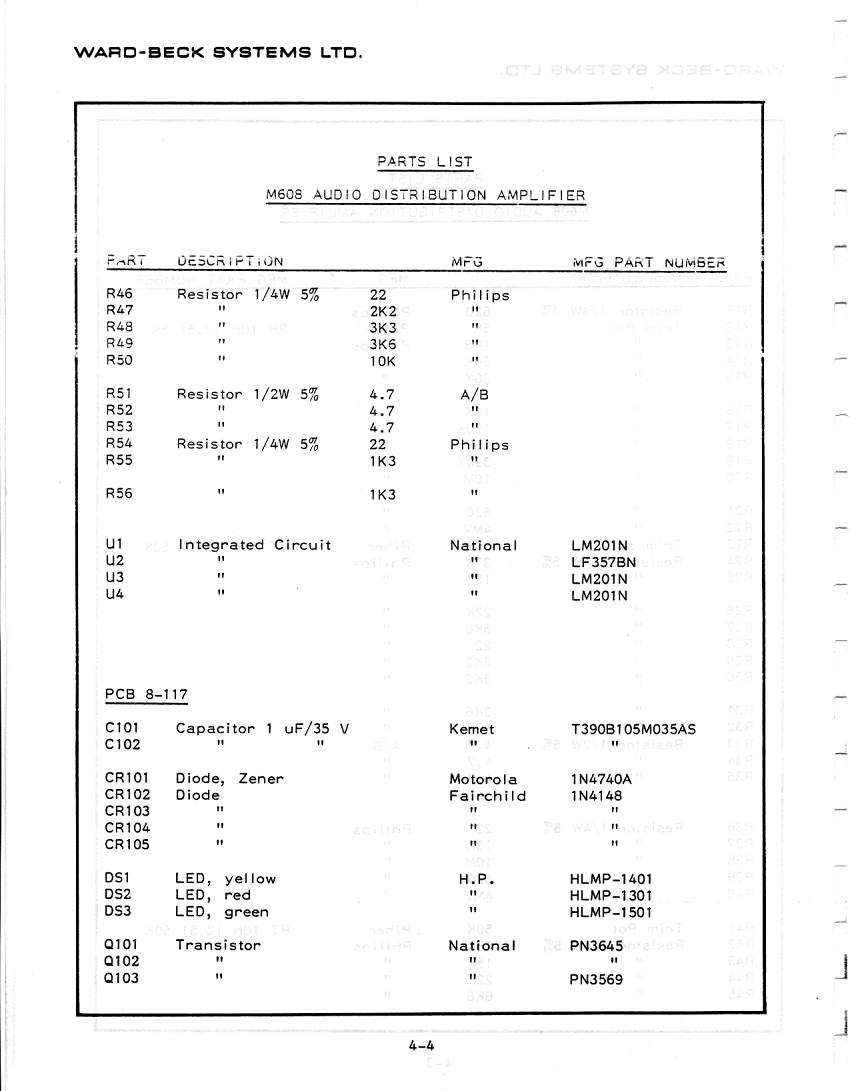 WARD-BECK SYSTEMS LTD.
PARTS LIST
M608 AUDIO DISTRIBUTION AMPLIFIER
PART DESCRIPTION MFG MFG PART NUMBER
R46 Resistor 1/4W 5% 22 Philips
R47 " 2K2 "
R48 " 3K3 "
R49 " 3K6 "
R50 " 10K "
R51 Resistor 1/2W 5% 4.7 A/B
R52 " 4.7 "
R53 " 4.7 "
R54 Resistor 1/4W 5% 22 Philips
R55 " 1K3 "
R56 " 1K3 "
U1 Integrated Circuit National LM201N
U2 " " LF357BN
U3 " " LM201N
U4 " " LM201N
PCB 8-117
C101 Capacitor 1 uF/35 V Kemet T390B105M035AS
C102 " " " "
CR101 Diode, Zener Motorola 1N4740A
CR102 Diode Fairchild 1N4148
CR103 " " "
CR104 " " "
CR105 " " "
DS1 LED, yellow H.P. HLMP-1401
DS2 LED, red " HLMP-1301
DS3 LED, green " HLMP-1501
Q101 Transistor National PN3645
Q102 " " "
Q103 " " PN3569
4-4